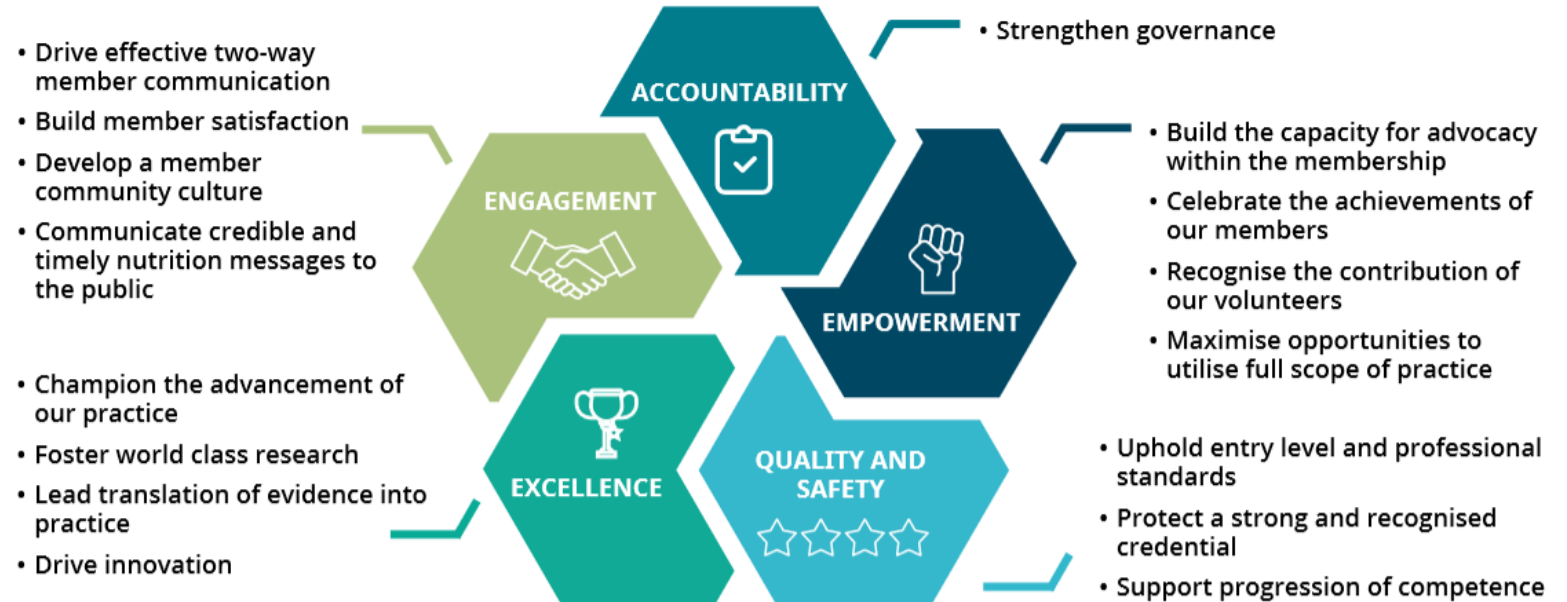 ACCOUNTABILITY
• Strengthen governance
ENGAGEMENT
• Drive effective two-way
member communication
• Build member satisfaction
• Develop a member
community culture
• Communicate credible and
timely nutrition messages to
the public
EMPOWERMENT
• Build the capacity for advocacy
within the membership
• Celebrate the achievements of
our members
• Recognise the contribution of
our volunteers
• Maximise opportunities to
utilise full scope of practice
EXCELLENCE
• Champion the advancement of
our practice
• Foster world class research
• Lead translation of evidence into
practice
• Drive innovation
QUALITY AND
SAFETY
• Uphold entry level and professional
standards
• Protect a strong and recognised
credential
• Support progression of competence